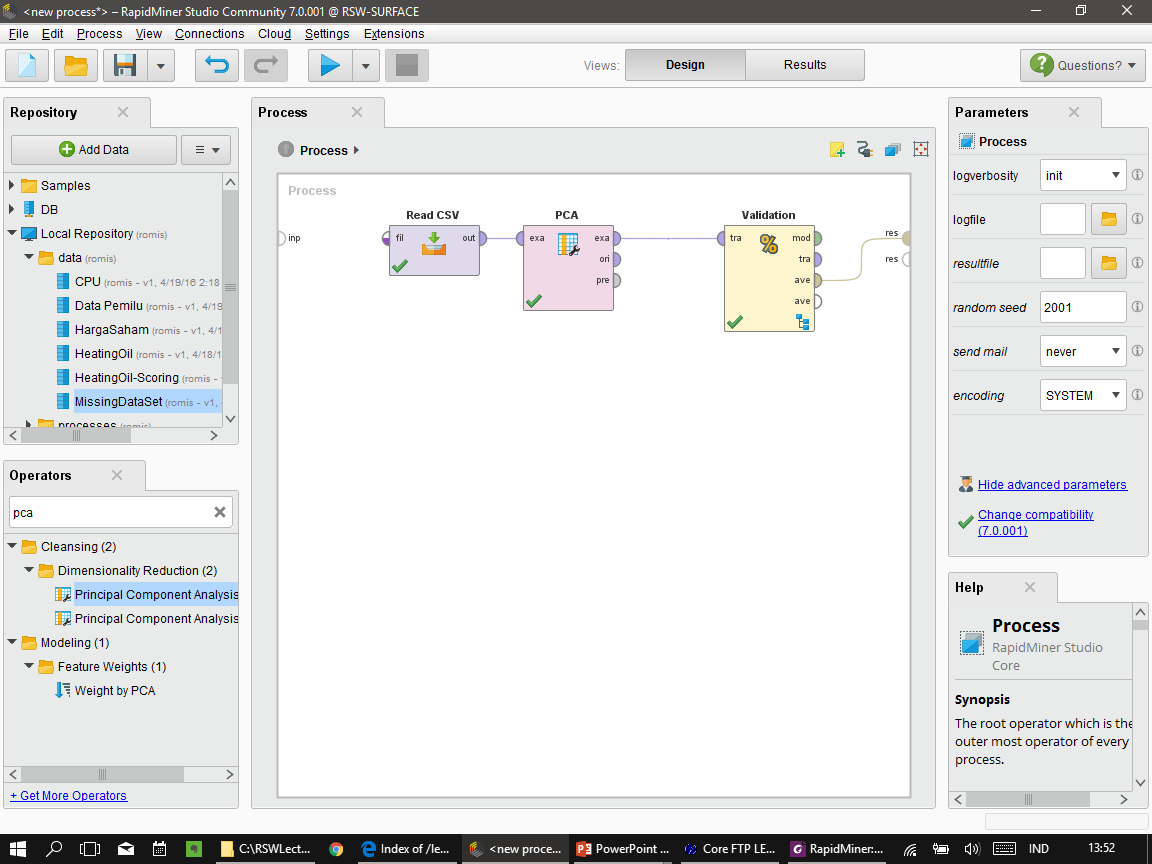 <new process*> – RapidMiner Studio Community 7.0.001 @ RSW-SURFACE
File Edit Process View Connections Cloud Settings Extensions
Views: Design Results Questions?
Repository
Add Data
Samples
DB
Local Repository (romis)
data (romis)
CPU (romis - v1, 4/19/16 2:18
Data Pemilu (romis - v1, 4/19
HargaSaham (romis - v1, 4/1
HeatingOil (romis - v1, 4/18/1
HeatingOil-Scoring (romis -
MissingDataSet (romis - v1,
processes (romis)
Operators
pca
Cleansing (2)
Dimensionality Reduction (2)
Principal Component Analysis
Principal Component Analysis
Modeling (1)
Feature Weights (1)
Weight by PCA
+ Get More Operators
Process
Process
Process
inp
Read CSV
fil out
PCA
exa exa
ori
pre
Validation
tra mod
tra
ave
ave
res
res
Parameters
Process
logverbosity init
logfile
resultfile
random seed 2001
send mail never
encoding SYSTEM
Hide advanced parameters
Change compatibility
(7.0.001)
Help
Process
RapidMiner Studio
Core
Synopsis
The root operator which is the
outer most operator of every
process.
C:\RSWLect... Index of /le... <new proce... PowerPoint ... Core FTP LE... RapidMiner:... IND 13:52